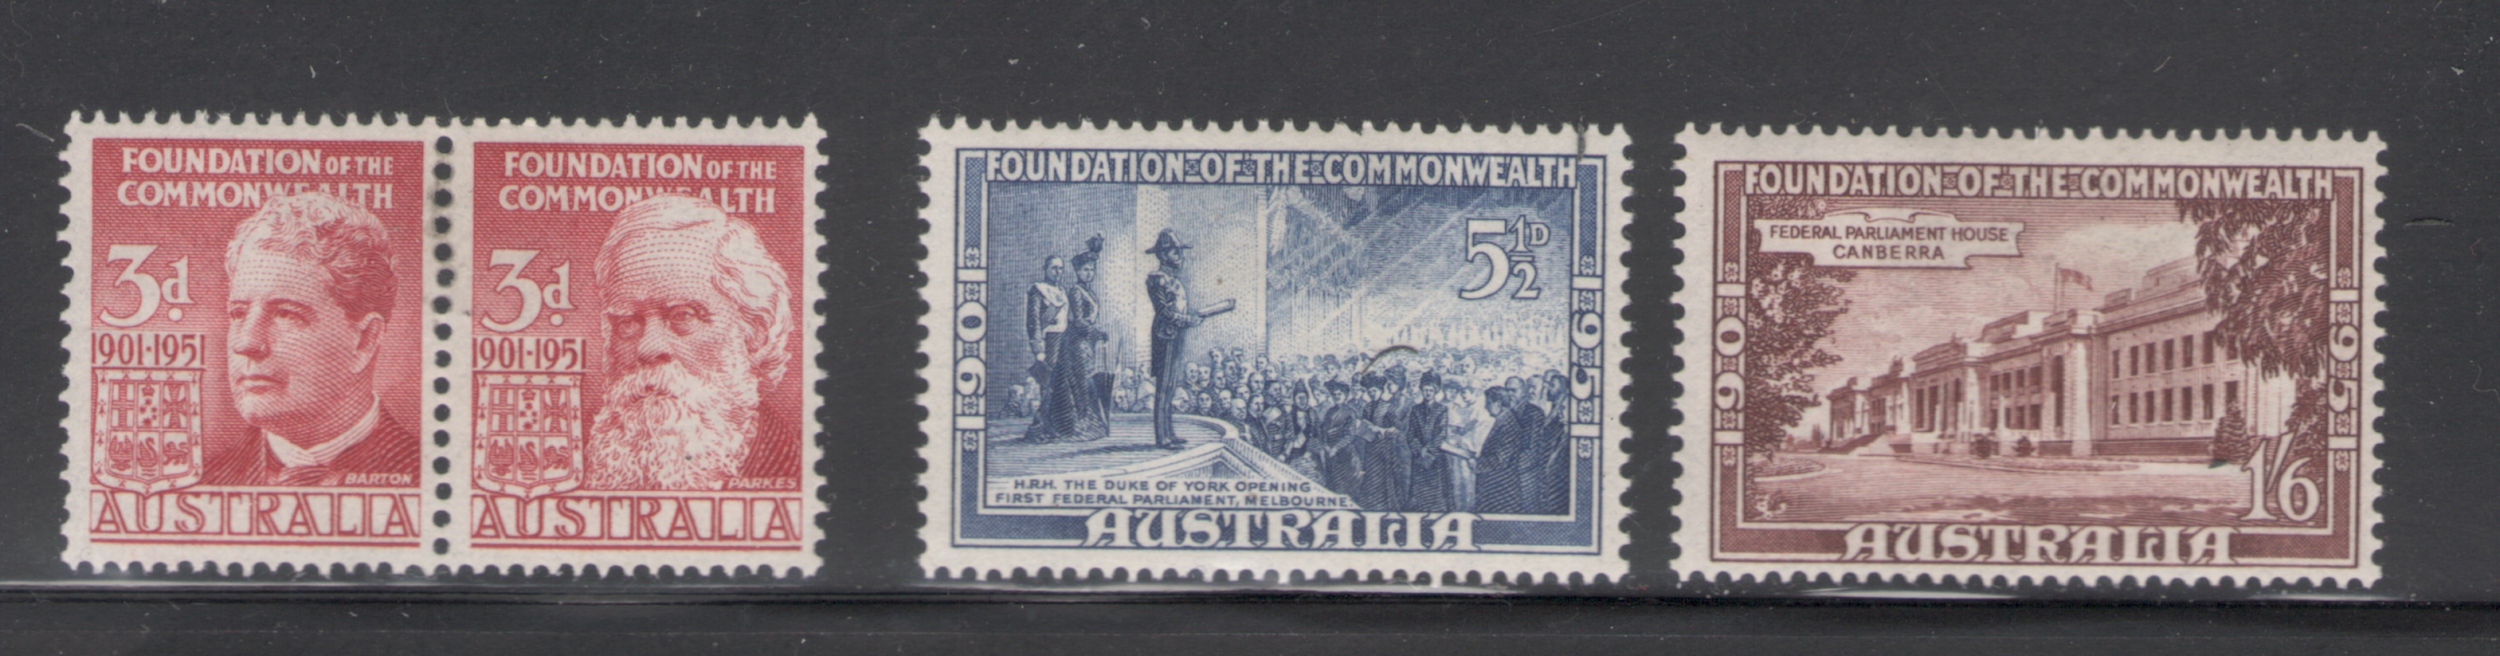 FOUNDATION OF THE
COMMONWEALTH
3d.
1901-1951
BARTON
AUSTRALIA
FOUNDATION OF THE
COMMONWEALTH
3d.
1901-1951
PARKES
AUSTRALIA
FOUNDATION OF THE COMMONWEALTH
5½D
1901
1951
H.R.H. THE DUKE OF YORK OPENING
FIRST FEDERAL PARLIAMENT, MELBOURNE.
AUSTRALIA
FOUNDATION OF THE COMMONWEALTH
FEDERAL PARLIAMENT HOUSE
CANBERRA
1901
1951
1/6
AUSTRALIA